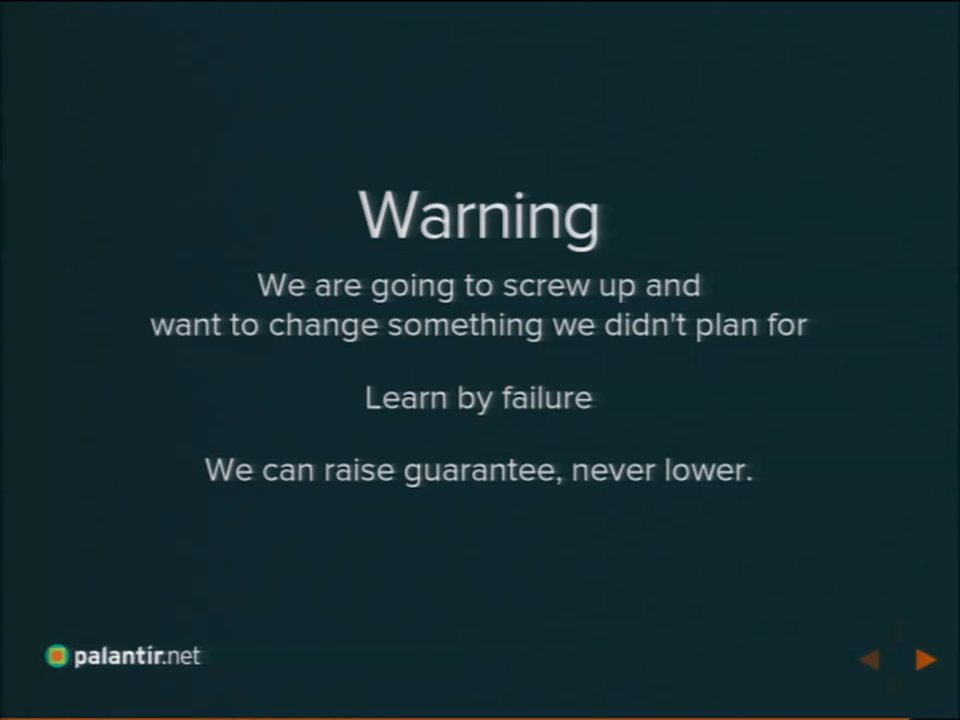 Warning
We are going to screw up and
want to change something we didn't plan for
Learn by failure
We can raise guarantee, never lower.
palantir.net